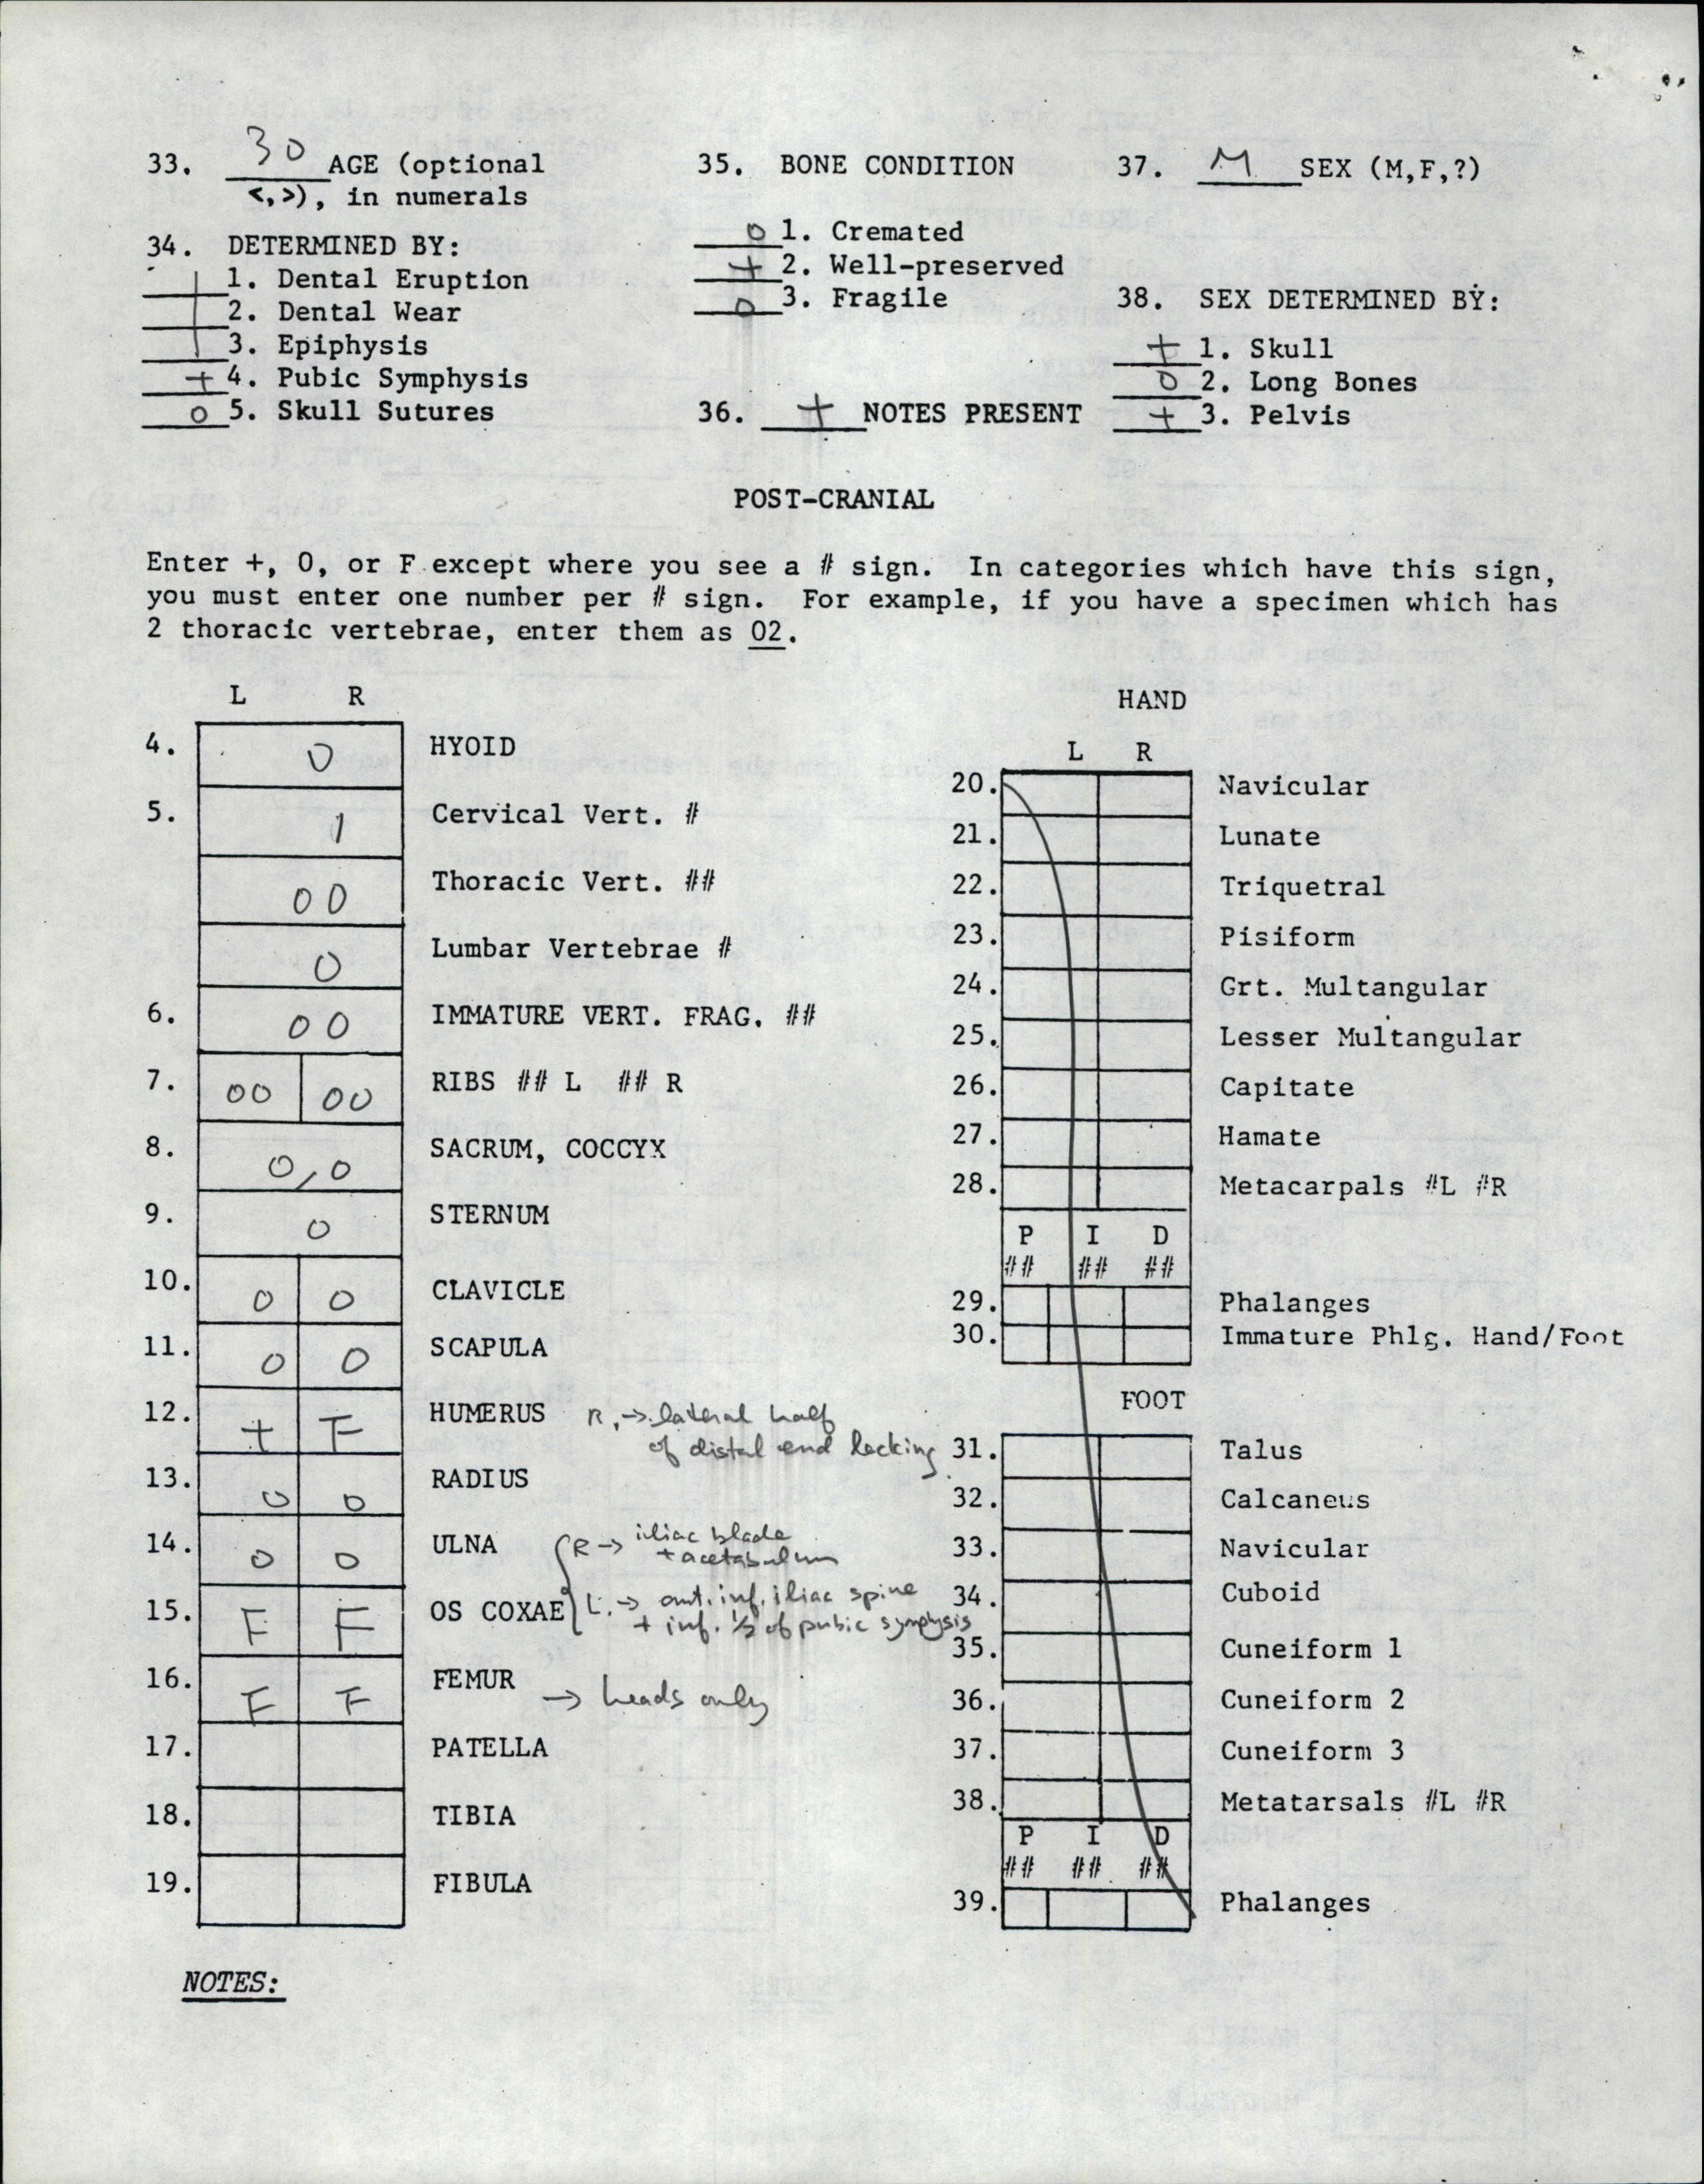 33. 30 AGE (optional
<,>), in numerals
34. DETERMINED BY:
1. Dental Eruption
2. Dental Wear
3. Epiphysis
+ 4. Pubic Symphysis
0 5. Skull Sutures
35. BONE CONDITION
0 1. Cremated
+ 2. Well-preserved
0 3. Fragile
36. + NOTES PRESENT
37. M SEX (M,F,?)
38. SEX DETERMINED BY:
+ 1. Skull
0 2. Long Bones
+ 3. Pelvis
POST-CRANIAL
Enter +, 0, or F except where you see a # sign. In categories which have this sign,
you must enter one number per # sign. For example, if you have a specimen which has
2 thoracic vertebrae, enter them as 02.
L R
4. 0 HYOID
5. 1 Cervical Vert. #
00 Thoracic Vert. ##
0 Lumbar Vertebrae #
6. 00 IMMATURE VERT. FRAG. ##
7. 00 00 RIBS ## L ## R
8. 0,0 SACRUM, COCCYX
9. 0 STERNUM
10. 0 0 CLAVICLE
11. 0 0 SCAPULA
12. + F HUMERUS R. → lateral half
of distal end lacking
13. 0 0 RADIUS
14. 0 0 ULNA
R → iliac blade
+ acetabulum
15. F F OS COXAE L. → ant. inf. iliac spine
+ inf. 1/2 of pubic symphysis
16. F F FEMUR → heads only
17. PATELLA
18. TIBIA
19. FIBULA
NOTES:
HAND
L R
20. Navicular
21. Lunate
22. Triquetral
23. Pisiform
24. Grt. Multangular
25. Lesser Multangular
26. Capitate
27. Hamate
28. Metacarpals #L #R
P I D
## ## ##
29. Phalanges
30. Immature Phlg. Hand/Foot
FOOT
31. Talus
32. Calcaneus
33. Navicular
34. Cuboid
35. Cuneiform 1
36. Cuneiform 2
37. Cuneiform 3
38. Metatarsals #L #R
P I D
## ## ##
39. Phalanges